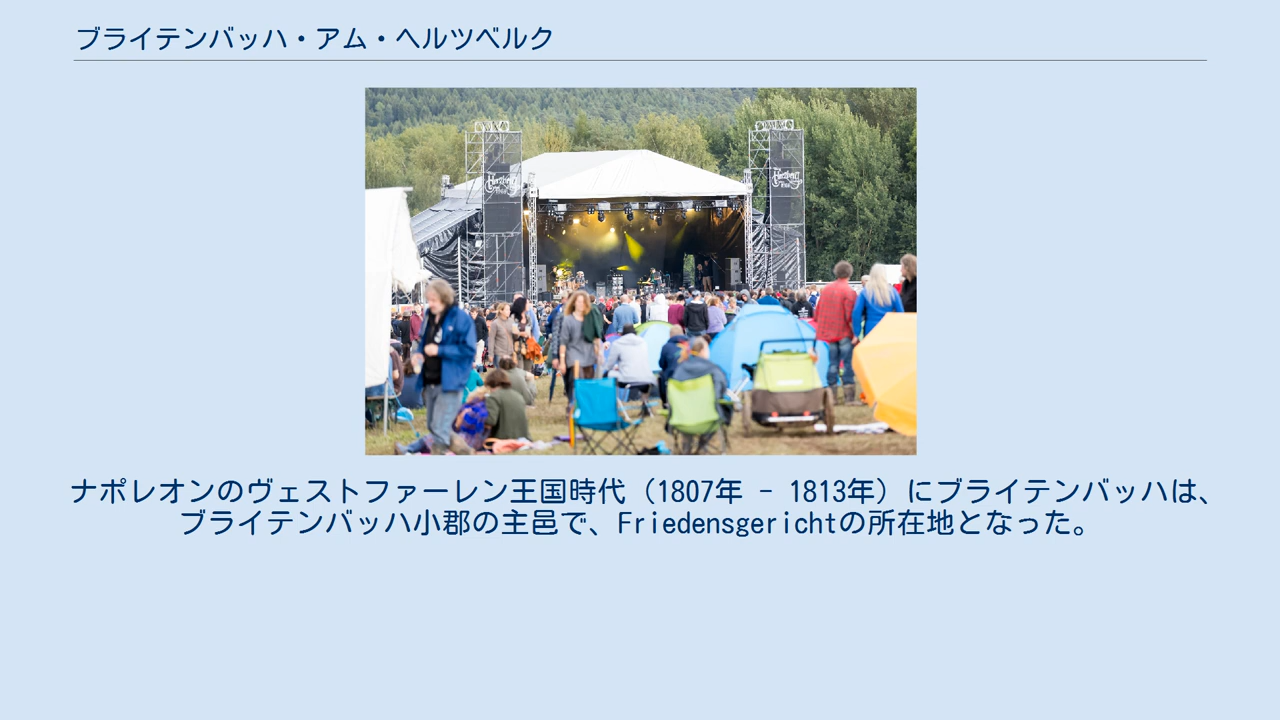 ブライテンバッハ・アム・ヘルツベルク
ナポレオンのヴェストファーレン王国時代（1807年 - 1813年）にブライテンバッハは、
ブライテンバッハ小郡の主邑で、Friedensgerichtの所在地となった。